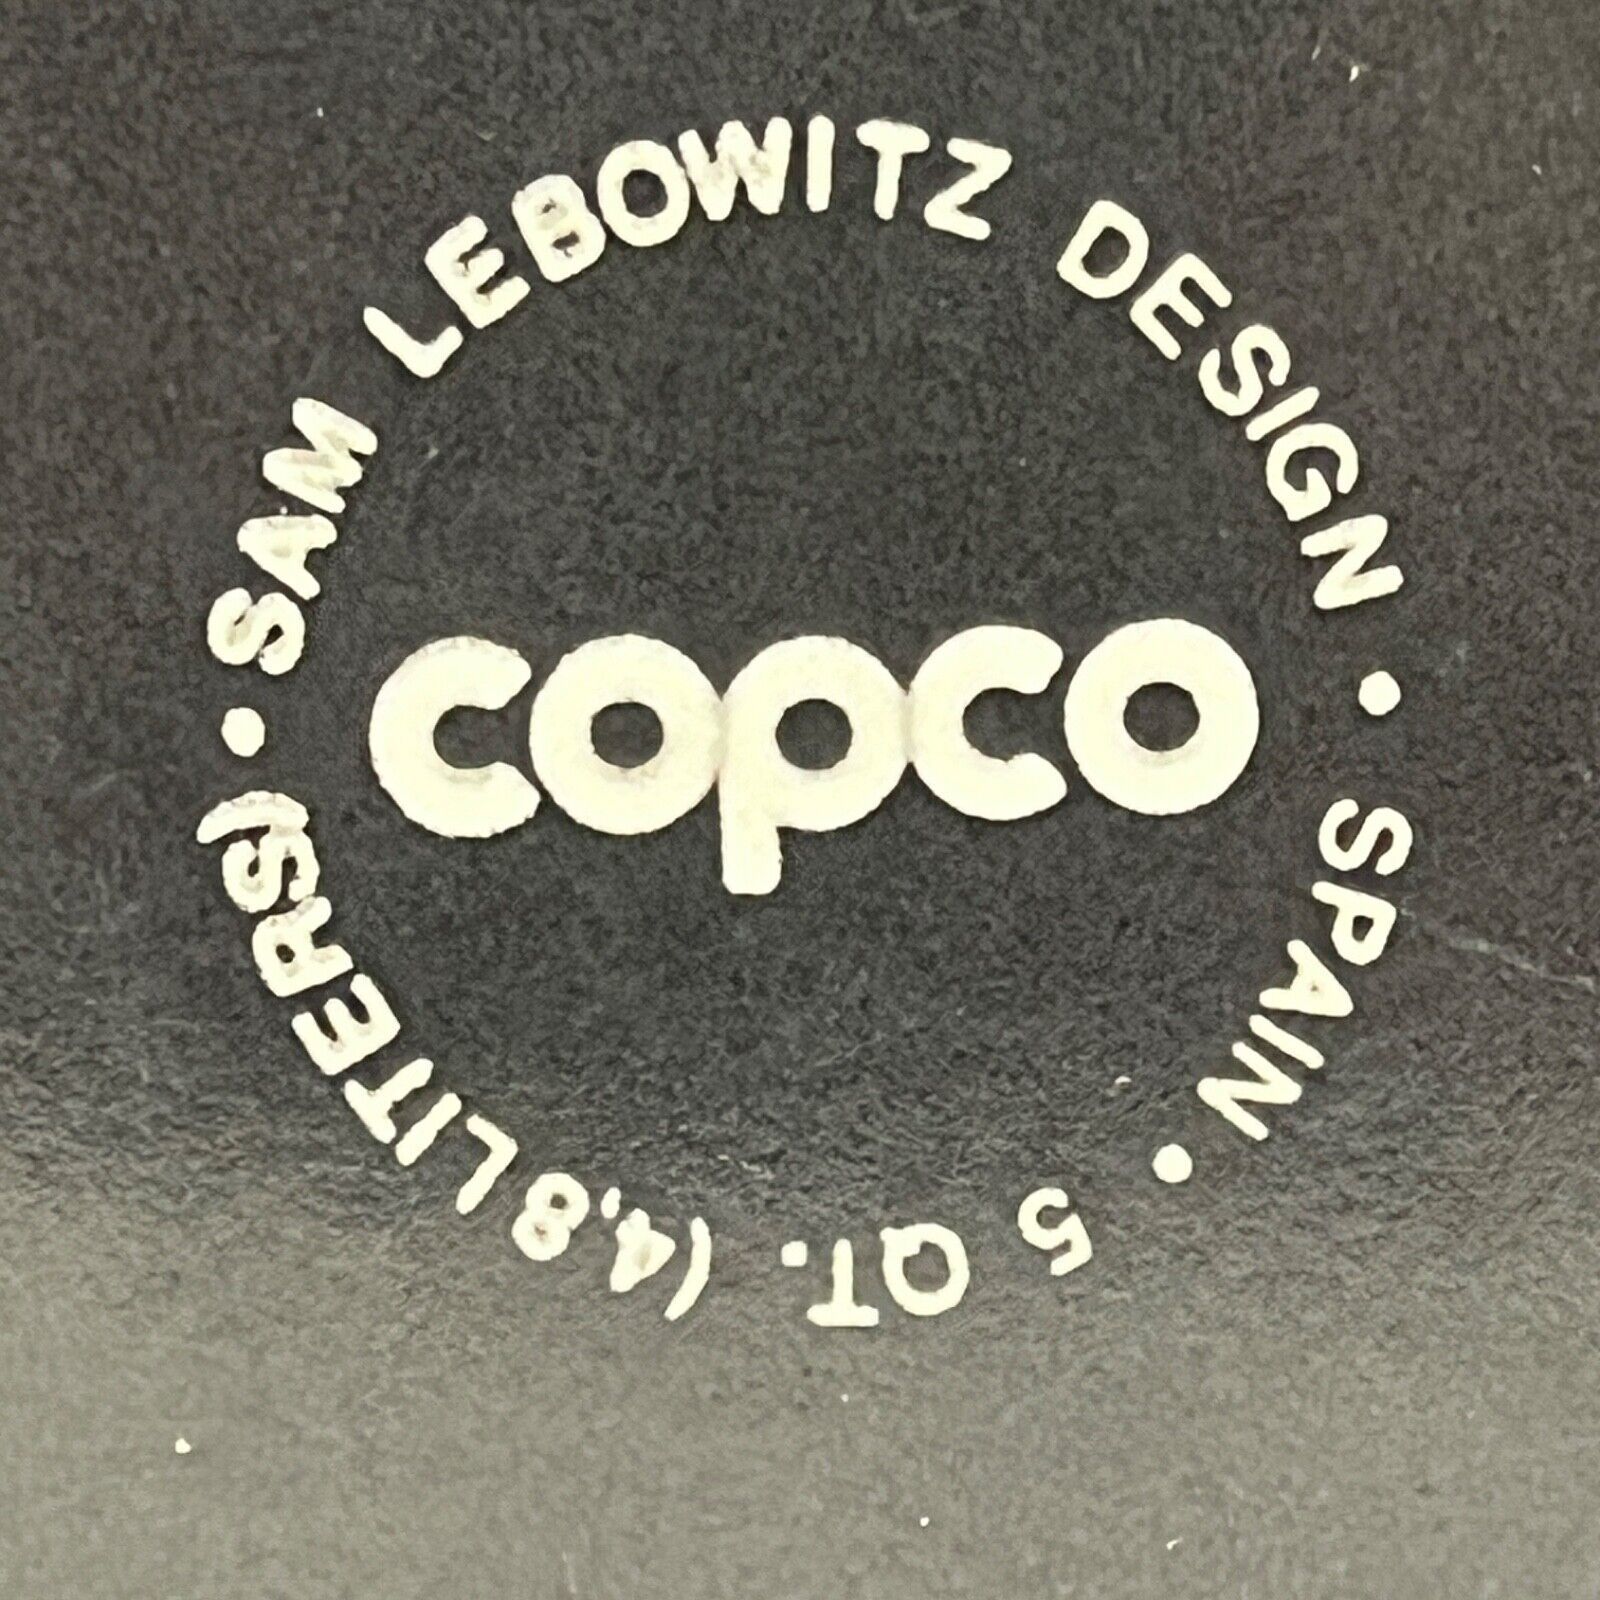 • SAM LEBOWITZ DESIGN • SPAIN • 5 QT. (4,8 LITERS)
copco